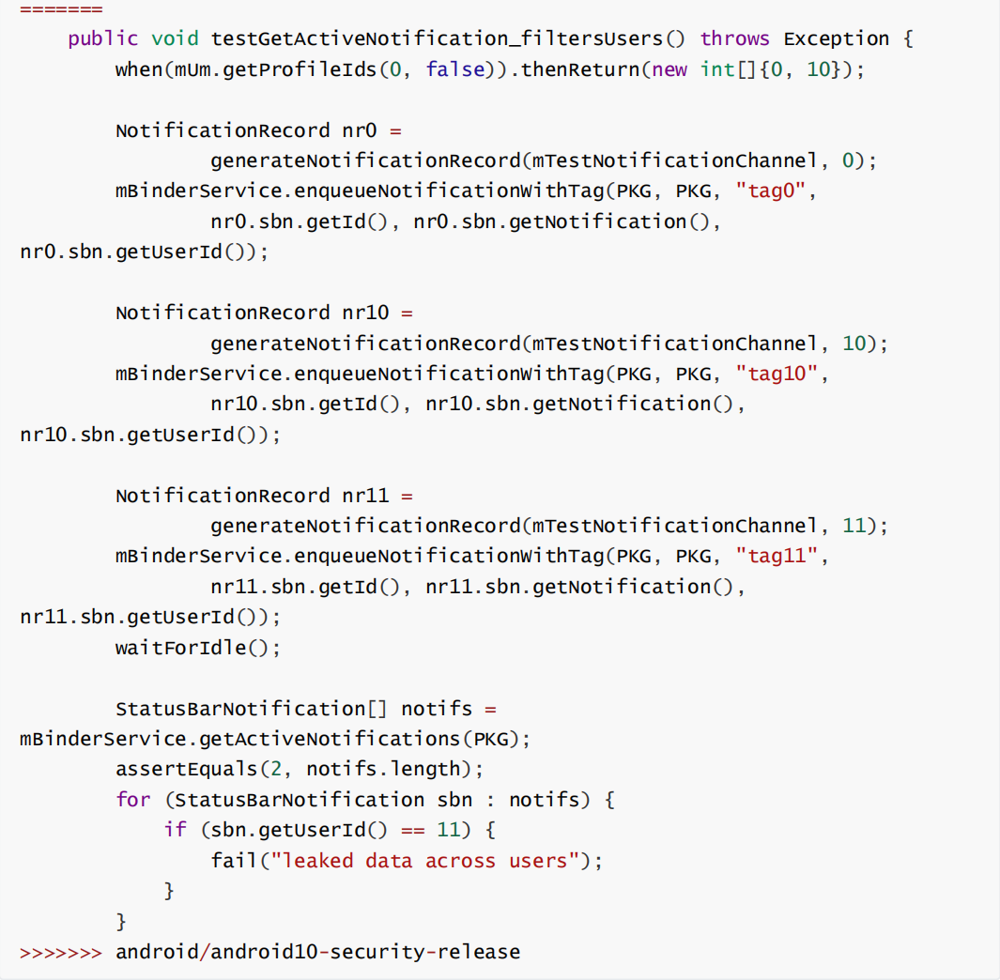 =======
    public void testGetActiveNotification_filtersUsers() throws Exception {
        when(mUm.getProfileIds(0, false)).thenReturn(new int[]{0, 10});

        NotificationRecord nr0 =
                generateNotificationRecord(mTestNotificationChannel, 0);
        mBinderService.enqueueNotificationWithTag(PKG, PKG, "tag0",
                nr0.sbn.getId(), nr0.sbn.getNotification(),
nr0.sbn.getUserId());

        NotificationRecord nr10 =
                generateNotificationRecord(mTestNotificationChannel, 10);
        mBinderService.enqueueNotificationWithTag(PKG, PKG, "tag10",
                nr10.sbn.getId(), nr10.sbn.getNotification(),
nr10.sbn.getUserId());

        NotificationRecord nr11 =
                generateNotificationRecord(mTestNotificationChannel, 11);
        mBinderService.enqueueNotificationWithTag(PKG, PKG, "tag11",
                nr11.sbn.getId(), nr11.sbn.getNotification(),
nr11.sbn.getUserId());
        waitForIdle();

        StatusBarNotification[] notifs =
mBinderService.getActiveNotifications(PKG);
        assertEquals(2, notifs.length);
        for (StatusBarNotification sbn : notifs) {
            if (sbn.getUserId() == 11) {
                fail("leaked data across users");
            }
        }
>>>>>>> android/android10-security-release